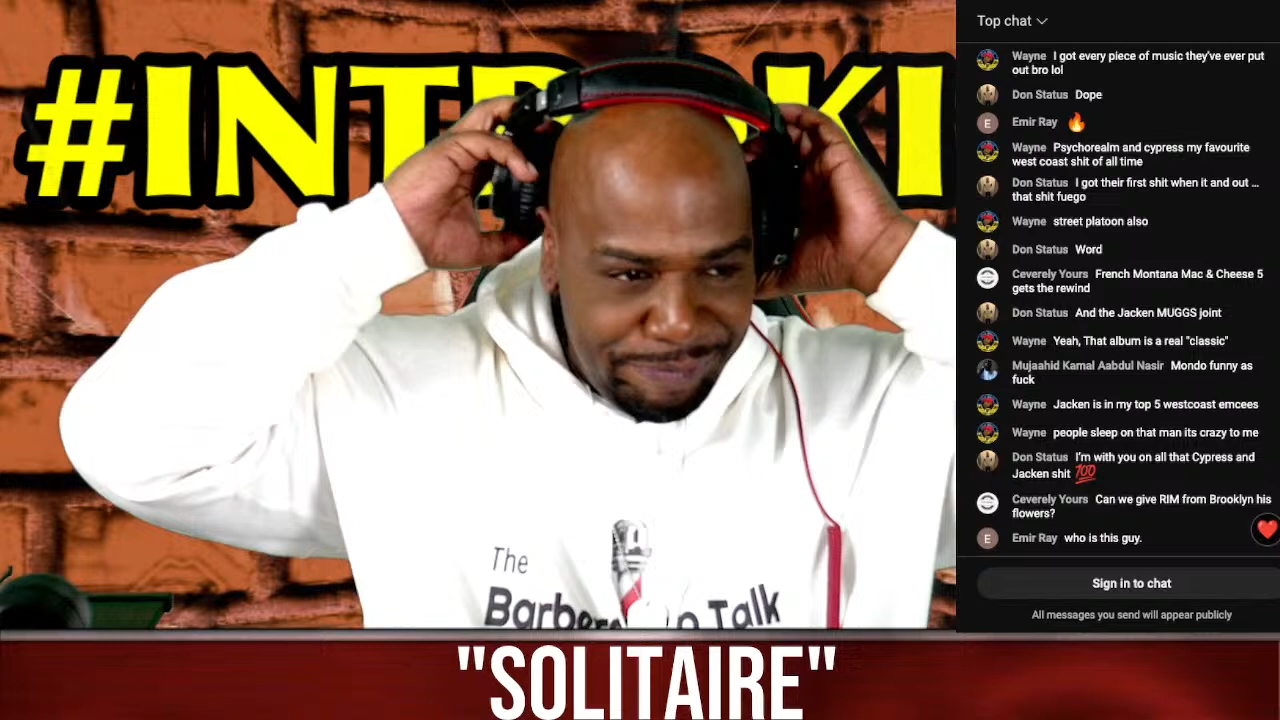 #INT
KI
The
Talk
"SOLITAIRE"
Top chat
Wayne I got every piece of music they've ever put
out bro lol
Don Status Dope
E Emir Ray 🔥
Wayne Psychorealm and cypress my favourite
west coast shit of all time
Don Status I got their first shit when it and out ...
that shit fuego
Wayne street platoon also
Don Status Word
Ceverely Yours French Montana Mac & Cheese 5
gets the rewind
Don Status And the Jacken MUGGS joint
Wayne Yeah, That album is a real "classic"
Mujaahid Kamal Aabdul Nasir Mondo funny as
fuck
Wayne Jacken is in my top 5 westcoast emcees
Wayne people sleep on that man its crazy to me
Don Status I'm with you on all that Cypress and
Jacken shit 💯
Ceverely Yours Can we give RIM from Brooklyn his
flowers?
E Emir Ray who is this guy.
Sign in to chat
All messages you send will appear publicly